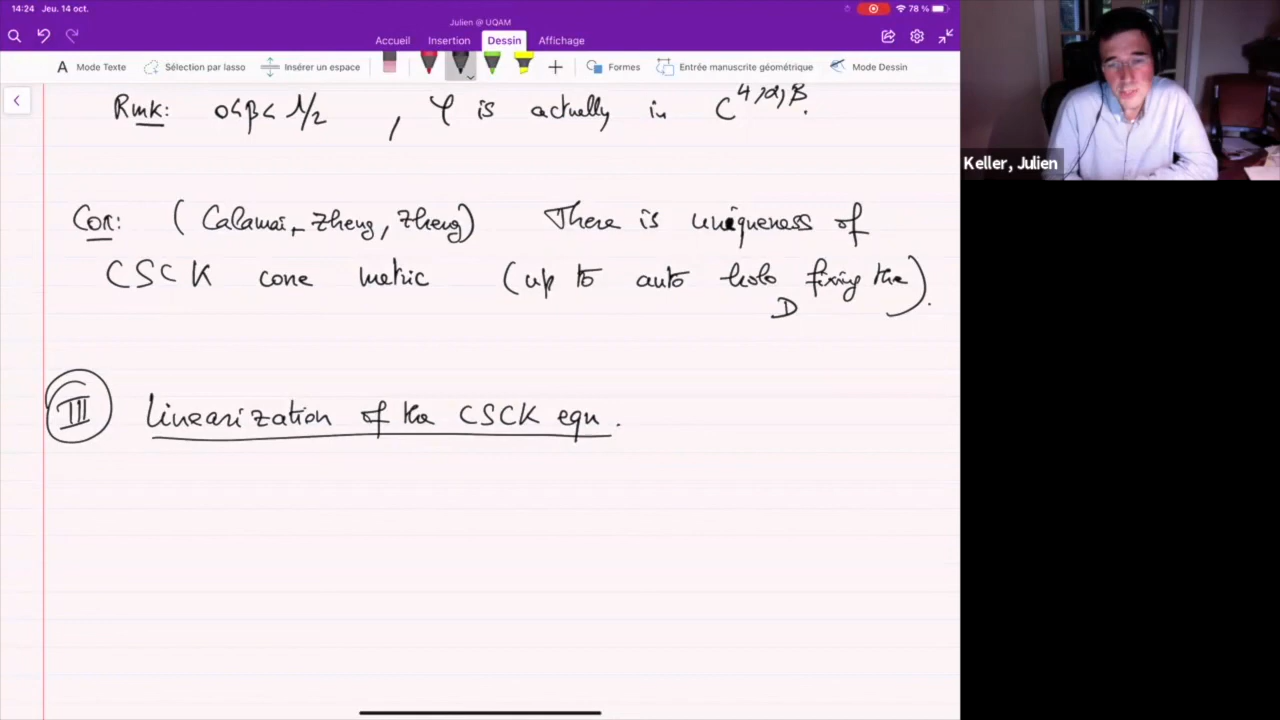 14:24 Jeu. 14 oct.
78 %
Julien @ UQAM
Accueil Insertion Dessin Affichage
A Mode Texte Sélection par lasso Insérer un espace Formes Entrée manuscrite géométrique Mode Dessin
Rmk: 0<β<1/2 , φ is actually in C^{4,α,β}.
Keller, Julien
Cor: (Calamai, Zheng, Zheng) There is uniqueness of
CSCK cone metric (up to auto holo fixing the
D).
III Linearization of the CSCK eqn.